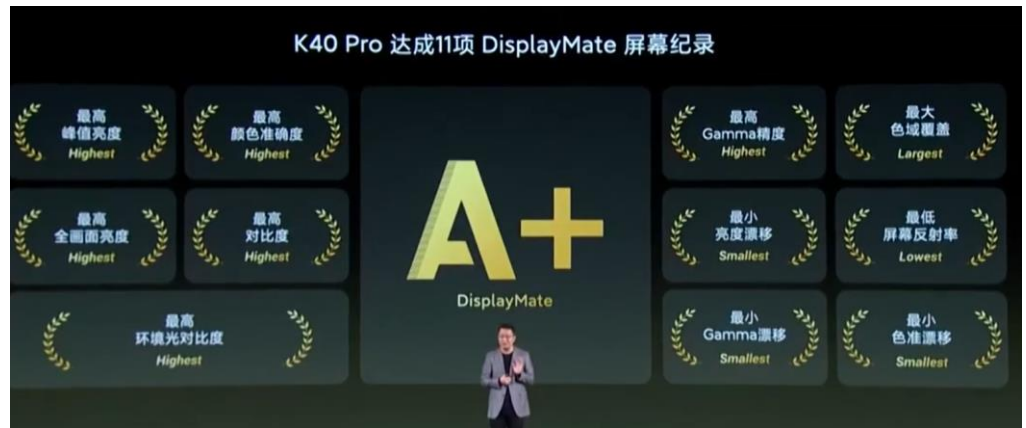 K40 Pro 达成11项 DisplayMate 屏幕纪录
最高
峰值亮度
Highest
最高
颜色准确度
Highest
最高
全画面亮度
Highest
最高
对比度
Highest
最高
环境光对比度
Highest
A+
DisplayMate
最高
Gamma精度
Highest
最大
色域覆盖
Largest
最小
亮度漂移
Smallest
最低
屏幕反射率
Lowest
最小
Gamma漂移
Smallest
最小
色准漂移
Smallest